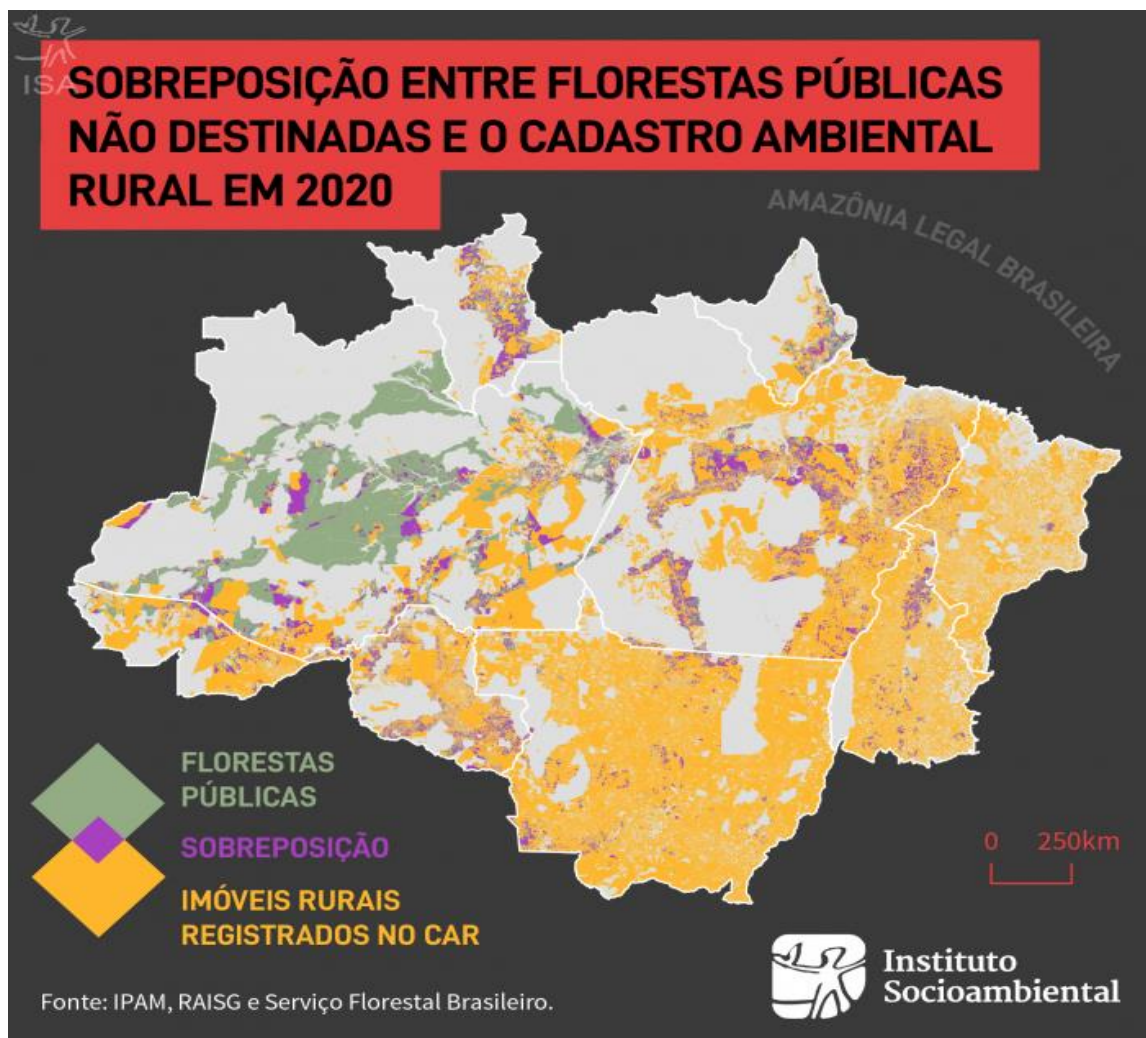 ISA
SOBREPOSIÇÃO ENTRE FLORESTAS PÚBLICAS
NÃO DESTINADAS E O CADASTRO AMBIENTAL
RURAL EM 2020
AMAZÔNIA LEGAL BRASILEIRA
FLORESTAS
PÚBLICAS
SOBREPOSIÇÃO
IMÓVEIS RURAIS
REGISTRADOS NO CAR
0 250km
Instituto
Socioambiental
Fonte: IPAM, RAISG e Serviço Florestal Brasileiro.